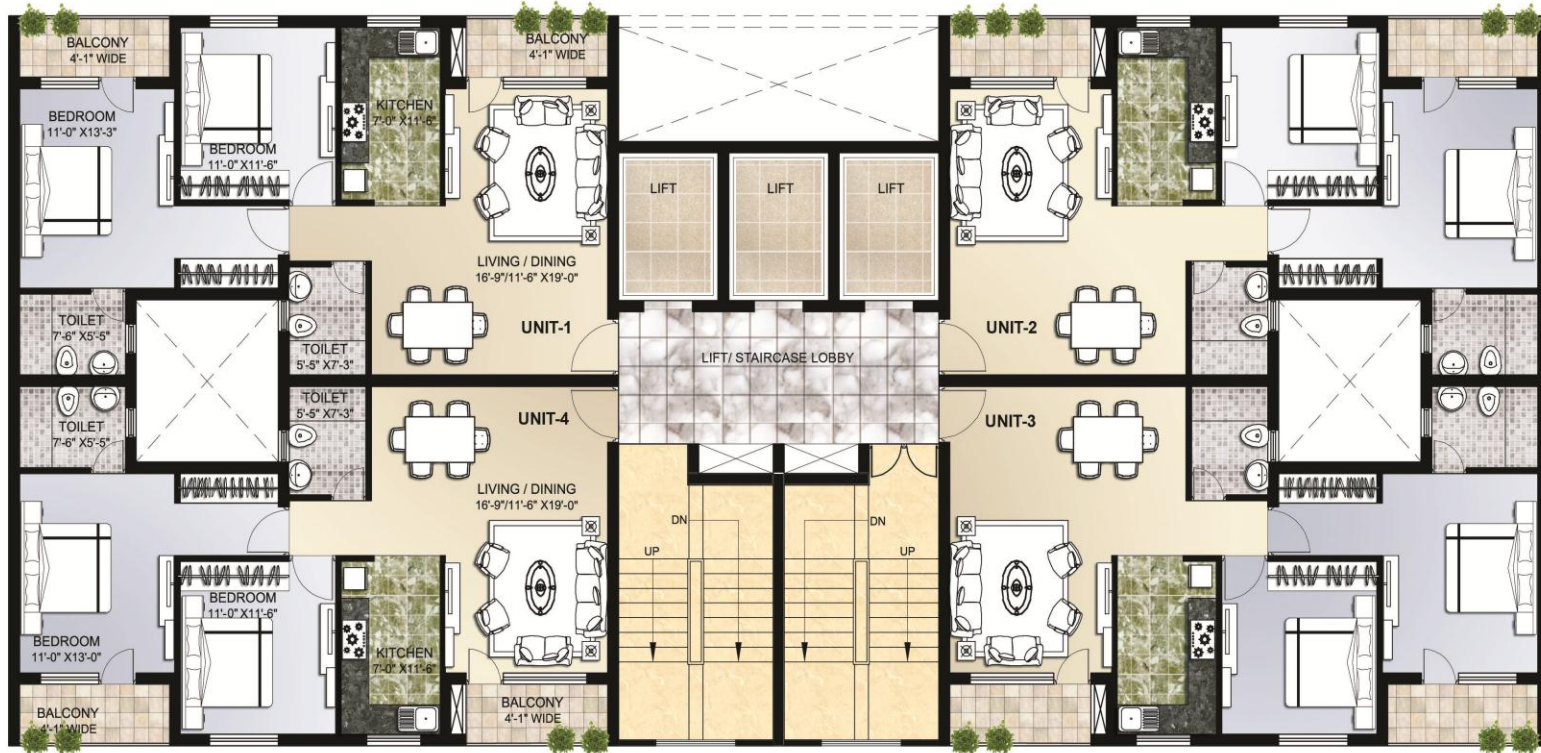 BALCONY
4'-1" WIDE
BEDROOM
11'-0" X13'-3"
BEDROOM
11'-0" X11'-6"
KITCHEN
7'-0" X11'-6"
BALCONY
4'-1" WIDE
LIVING / DINING
16'-9"/11'-6" X19'-0"
TOILET
7'-6" X5'-5"
TOILET
5'-5" X7'-3"
UNIT-1
LIFT
LIFT
LIFT
LIFT/ STAIRCASE LOBBY
UNIT-2
TOILET
7'-6" X5'-5"
TOILET
5'-5" X7'-3"
UNIT-4
LIVING / DINING
16'-9"/11'-6" X19'-0"
BEDROOM
11'-0" X13'-0"
BEDROOM
11'-0" X11'-6"
KITCHEN
7'-0" X11'-6"
BALCONY
4'-1" WIDE
BALCONY
4'-1" WIDE
UP
DN
DN
UP
UNIT-3